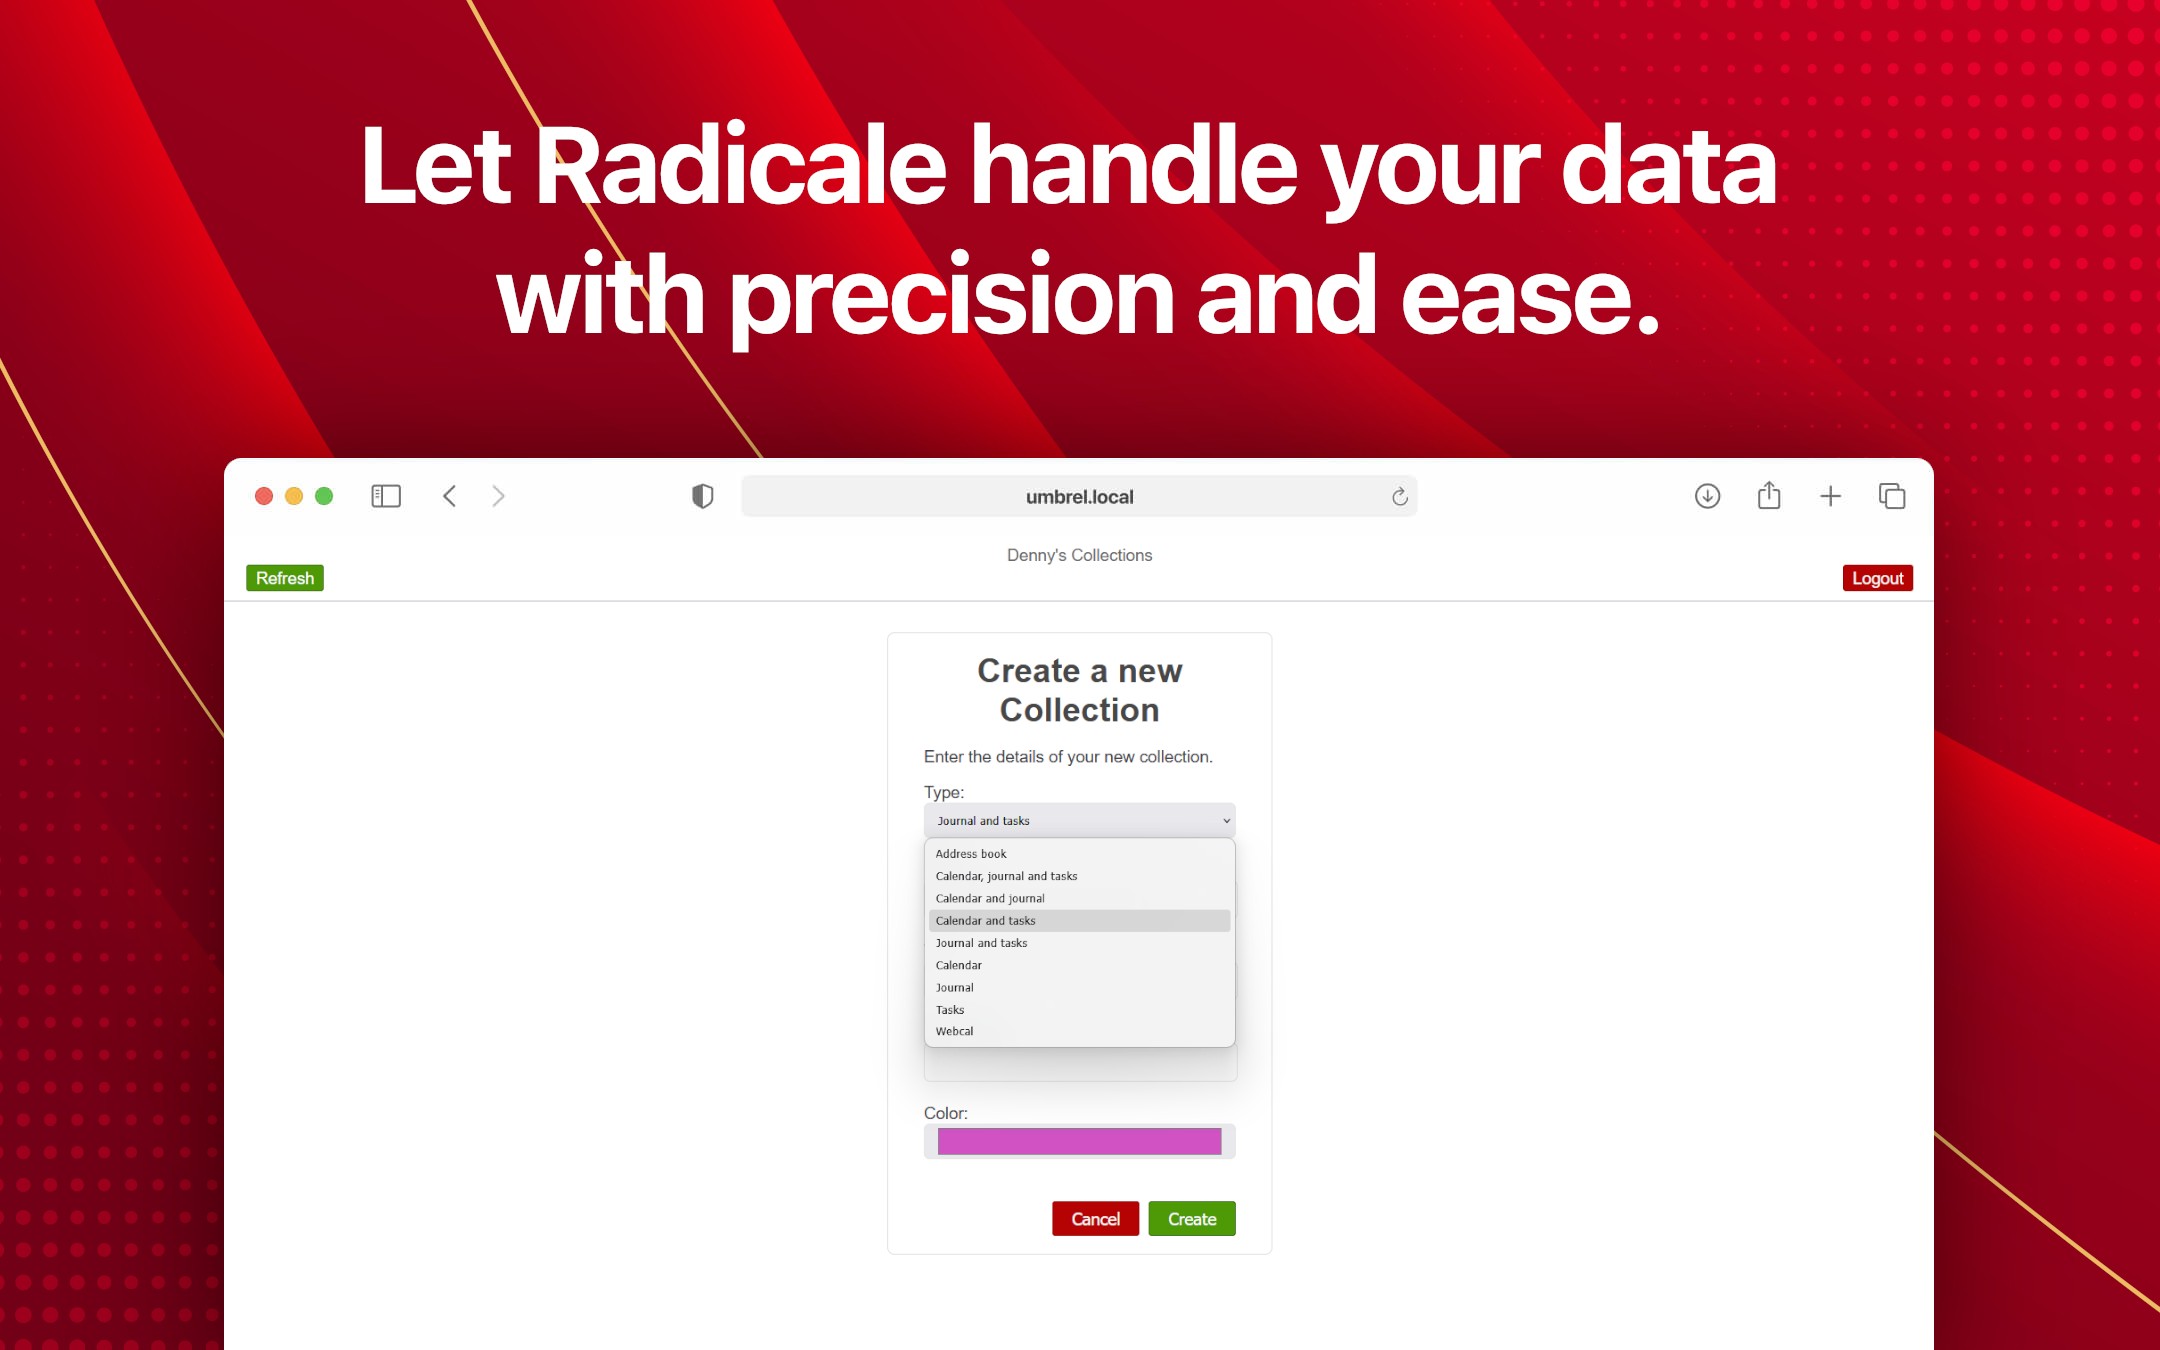 Let Radicale handle your data
with precision and ease.
umbrel.local
Denny's Collections
Refresh
Logout
Create a new
Collection
Enter the details of your new collection.
Type:
Journal and tasks
Address book
Calendar, journal and tasks
Calendar and journal
Calendar and tasks
Journal and tasks
Calendar
Journal
Tasks
Webcal
Color:
Cancel
Create